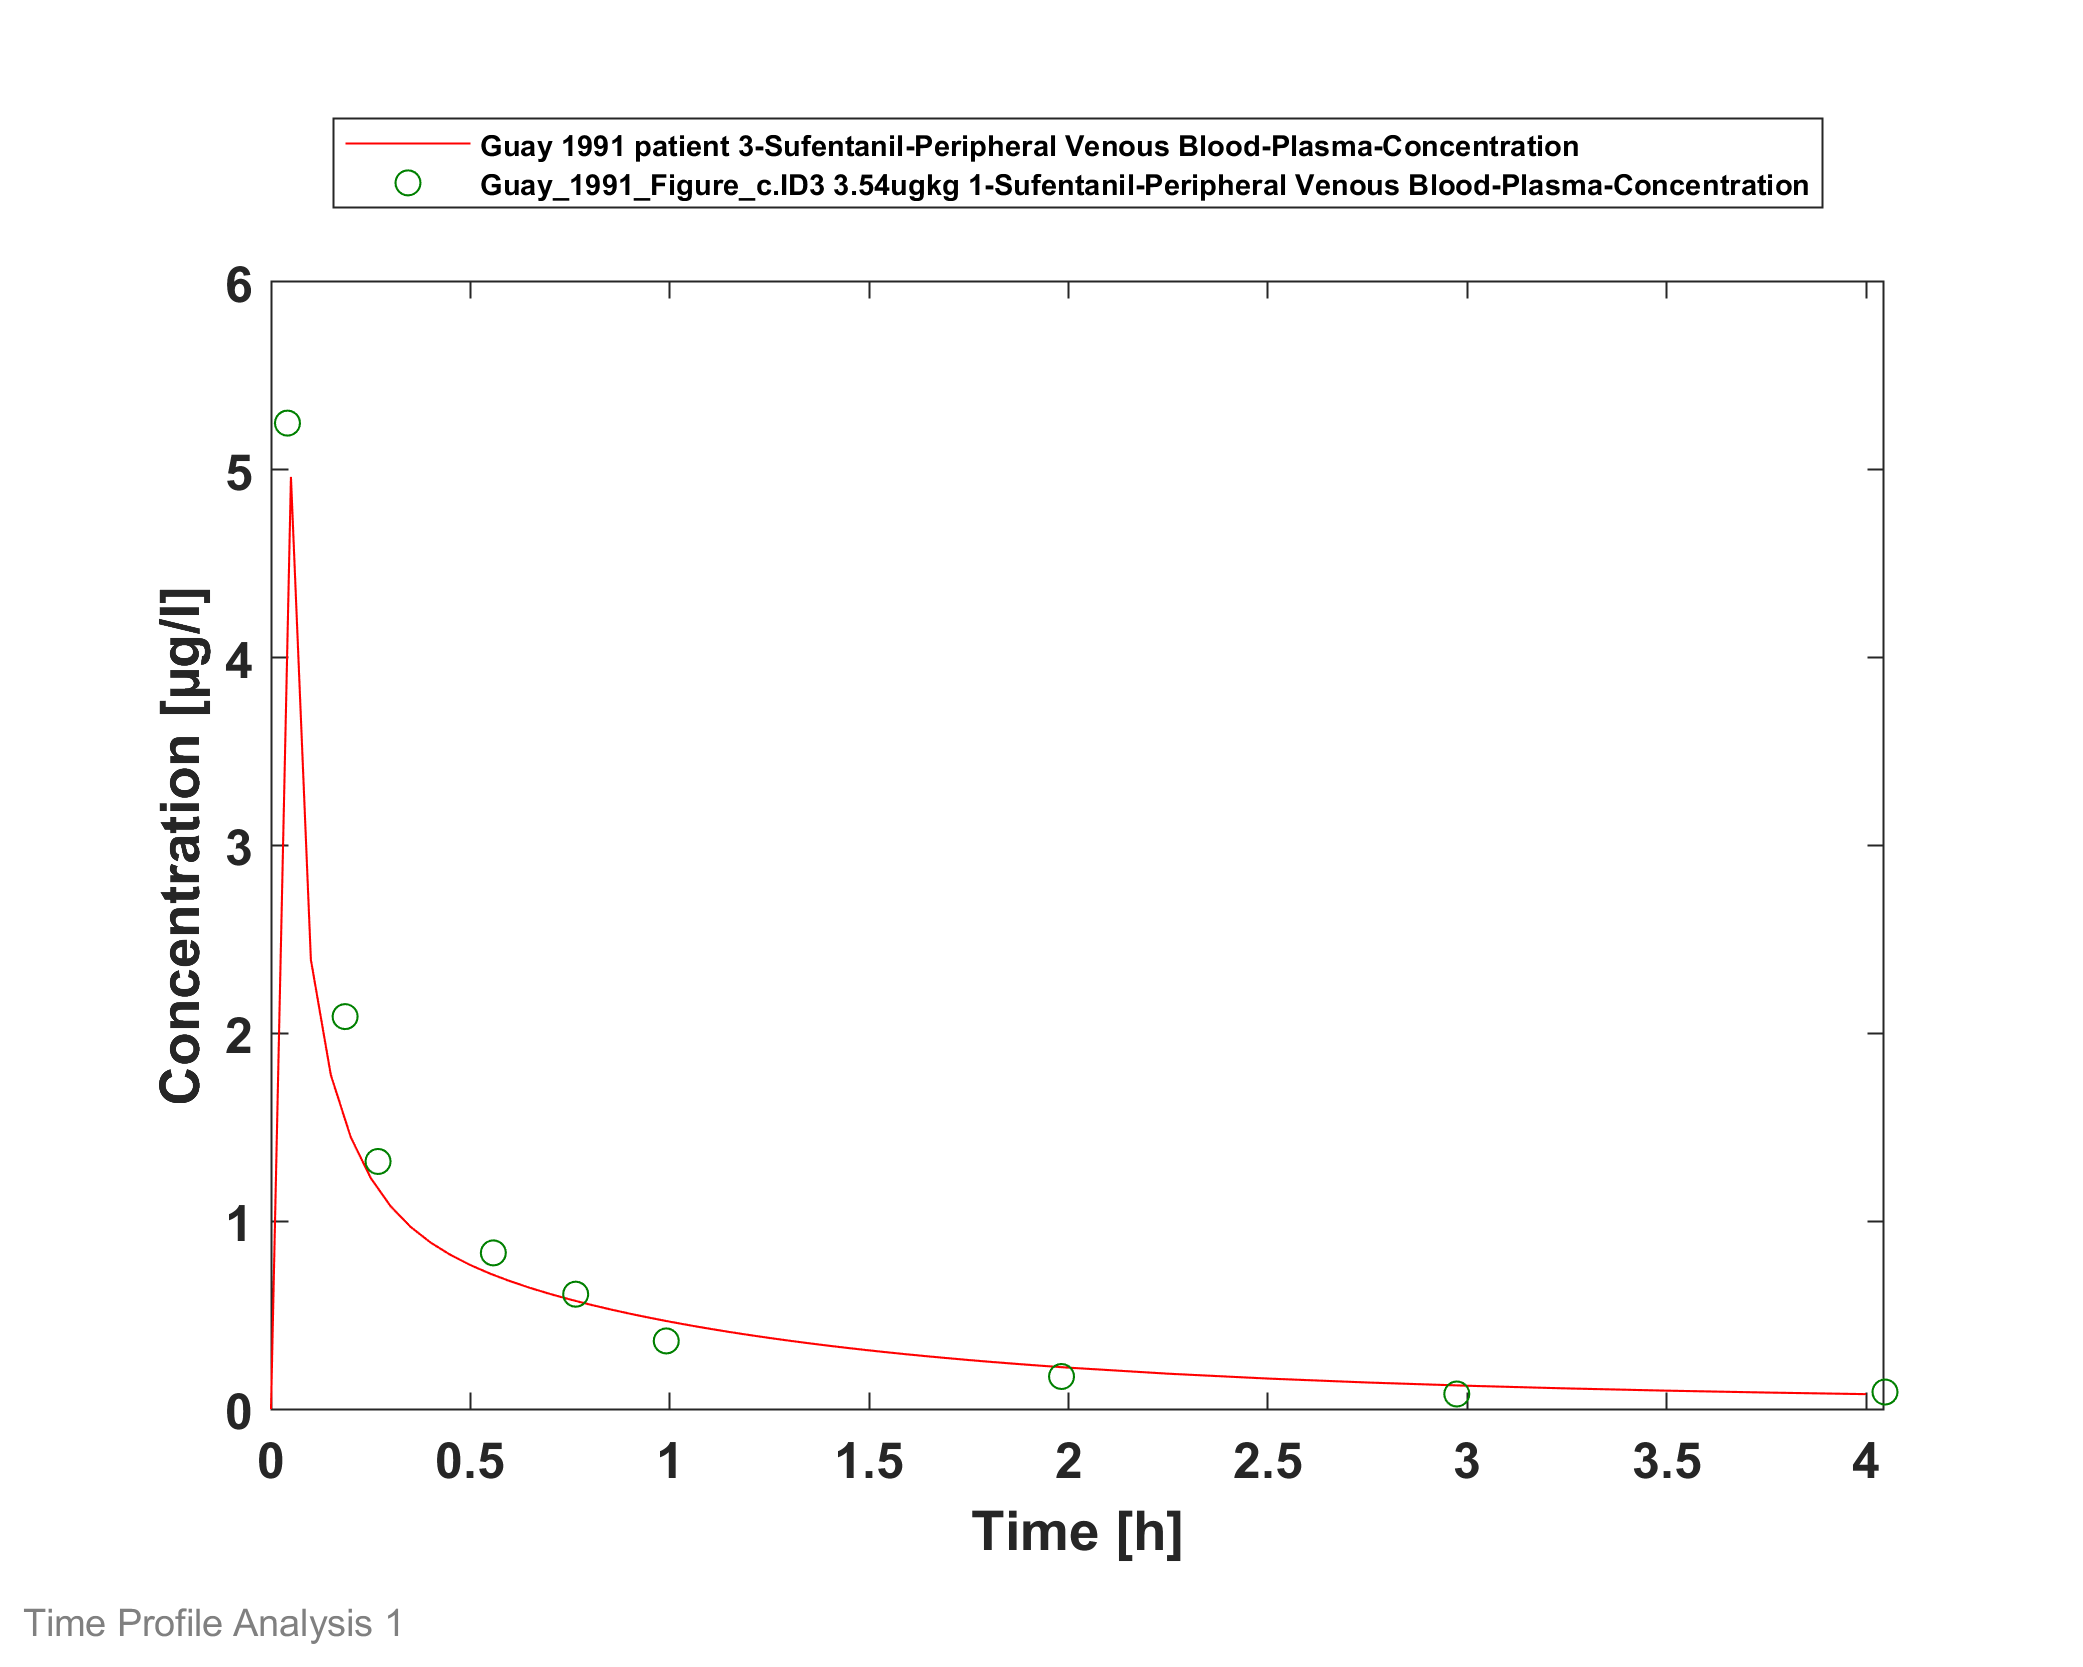 Guay 1991 patient 3-Sufentanil-Peripheral Venous Blood-Plasma-Concentration
Guay_1991_Figure_c.ID3 3.54ugkg 1-Sufentanil-Peripheral Venous Blood-Plasma-Concentration
6
5
4
3
2
1
0
Concentration [µg/l]
0 0.5 1 1.5 2 2.5 3 3.5 4
Time [h]
Time Profile Analysis 1